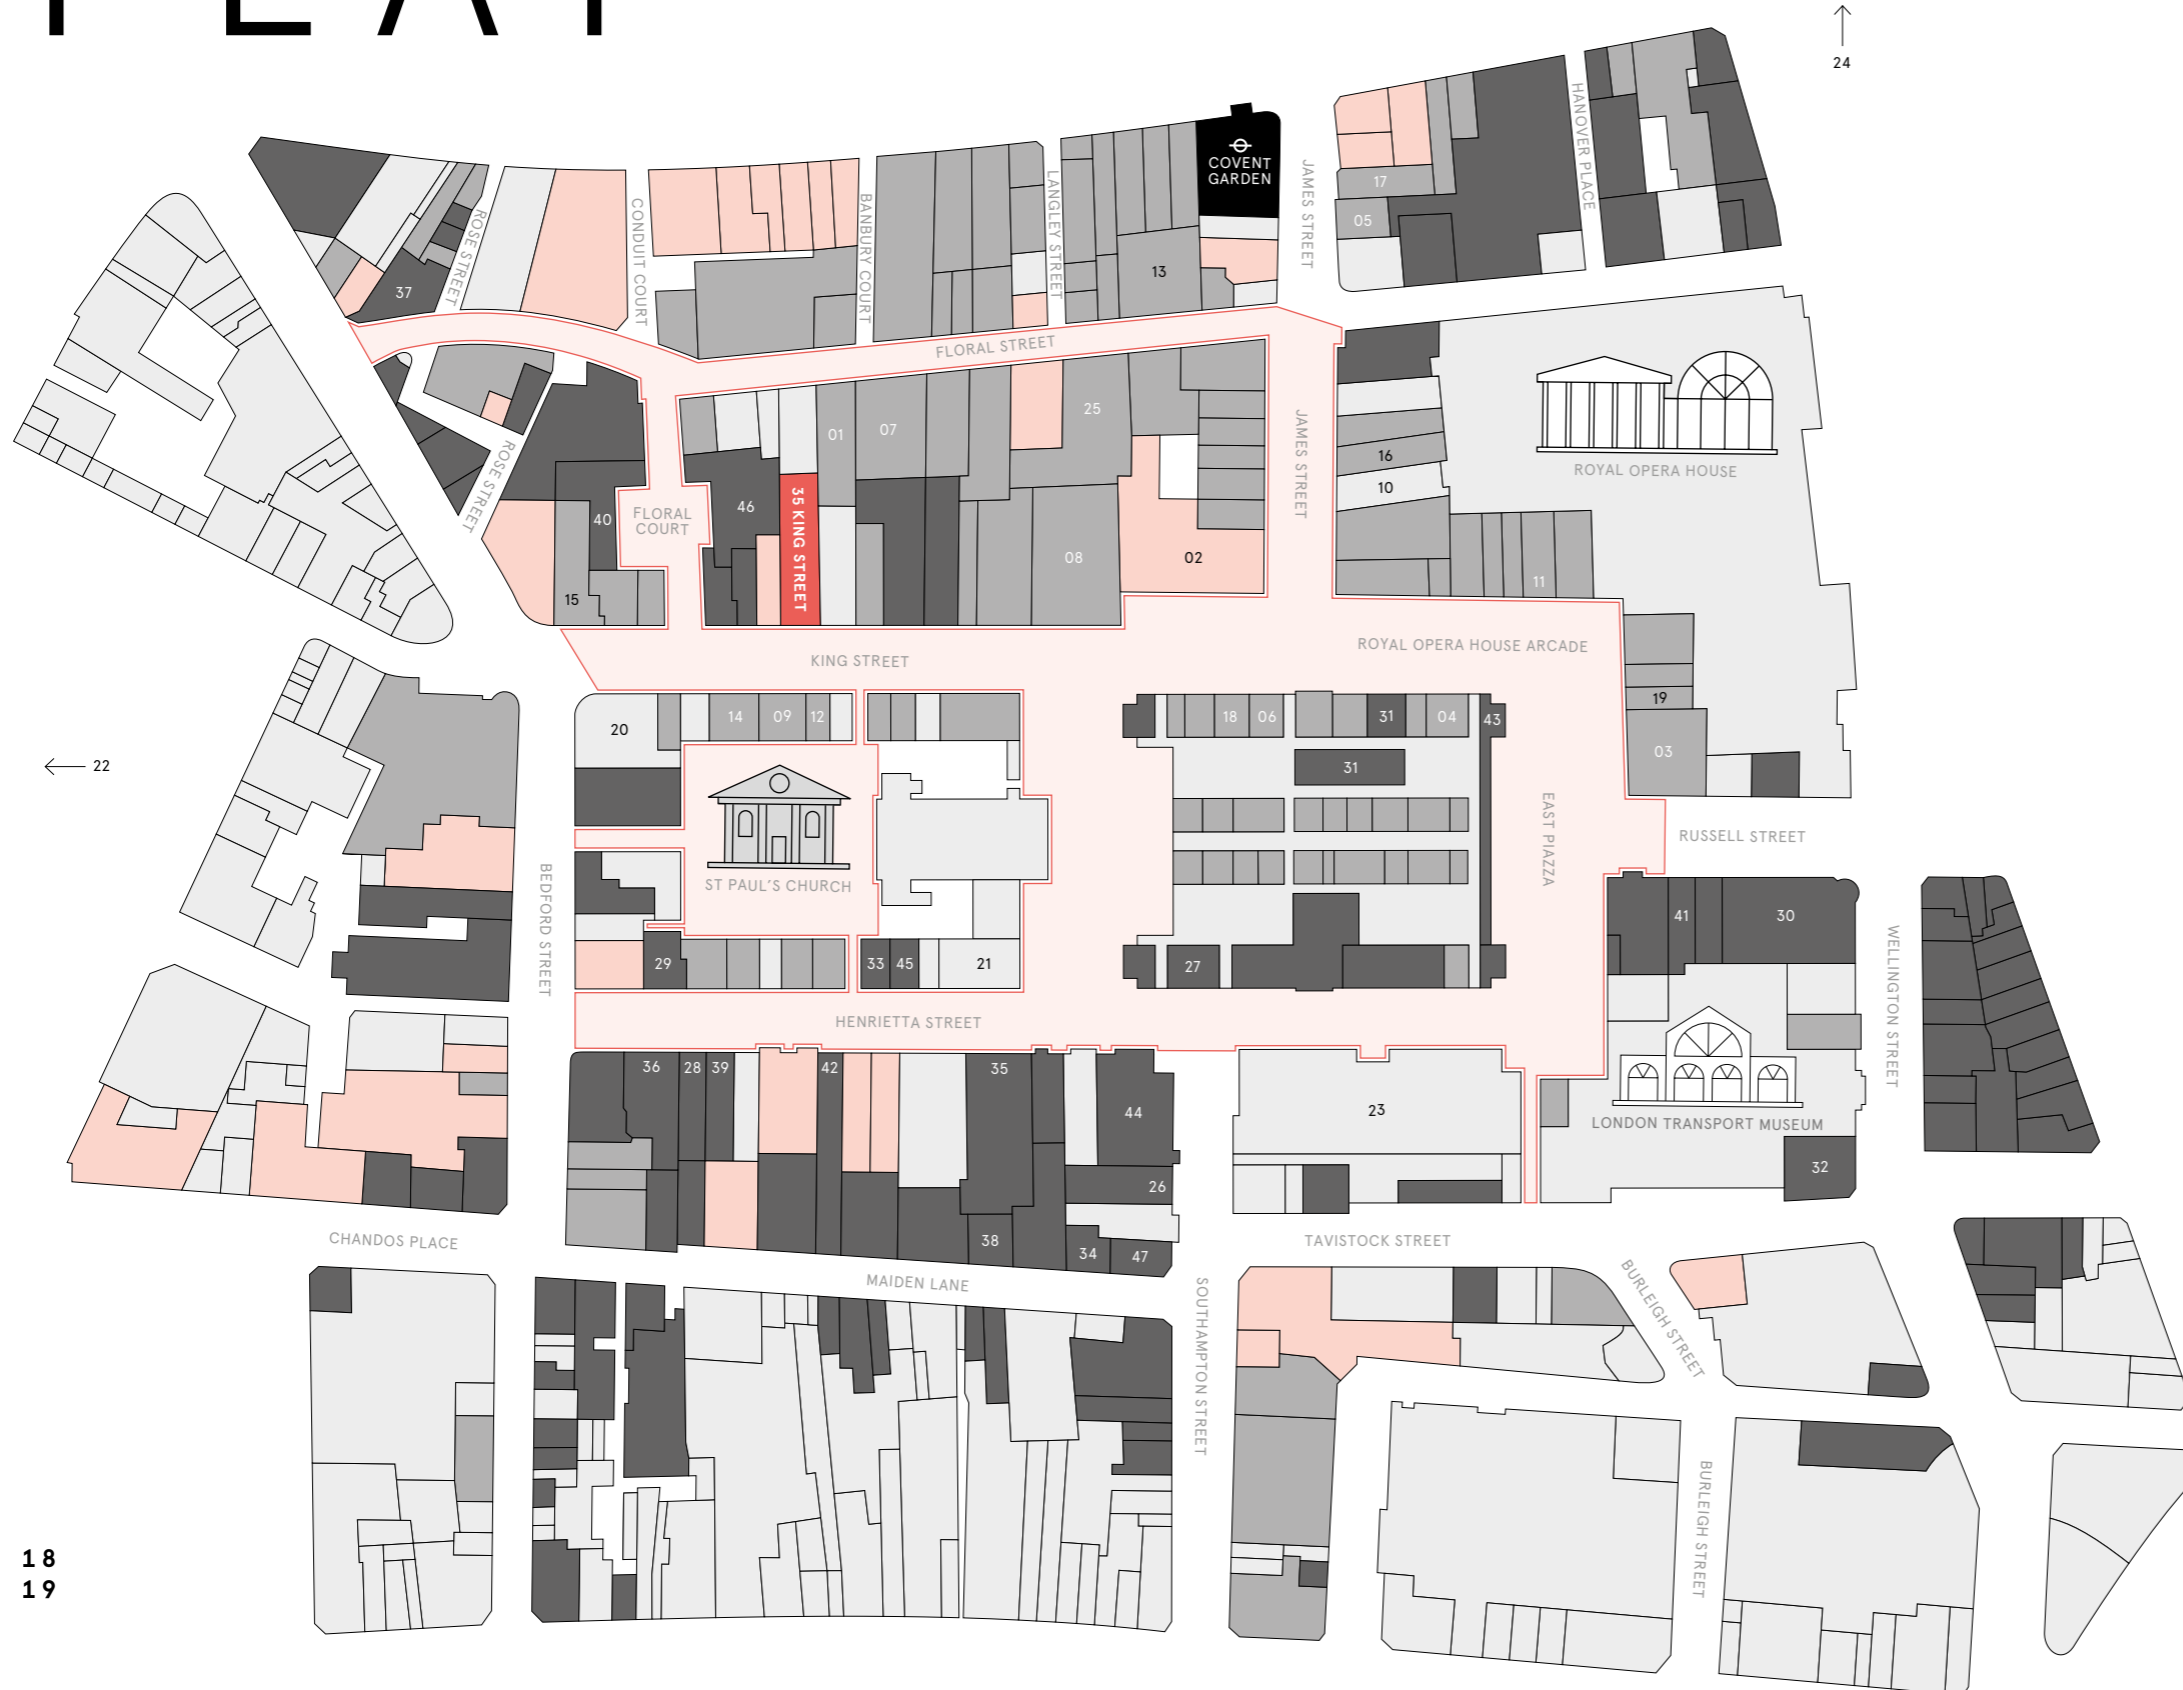 PLAY
24
COVENT
GARDEN
JAMES STREET
HANOVER PLACE
17
05
ROSE STREET
CONDUIT COURT
BANBURY COURT
LANGLEY STREET
13
37
FLORAL STREET
ROYAL OPERA HOUSE
01
07
25
JAMES STREET
16
10
ROSE STREET
40
FLORAL
COURT
46
35 KING STREET
08
02
11
15
KING STREET
ROYAL OPERA HOUSE ARCADE
19
20
14
09
12
18
06
31
04
43
03
22
31
EAST PIAZZA
RUSSELL STREET
ST PAUL'S CHURCH
BEDFORD STREET
41
30
WELLINGTON STREET
29
33
45
21
27
HENRIETTA STREET
36
28
39
42
35
44
23
LONDON TRANSPORT MUSEUM
32
26
CHANDOS PLACE
38
34
47
TAVISTOCK STREET
MAIDEN LANE
SOUTHAMPTON STREET
BURLEIGH STREET
BURLEIGH STREET
18
19